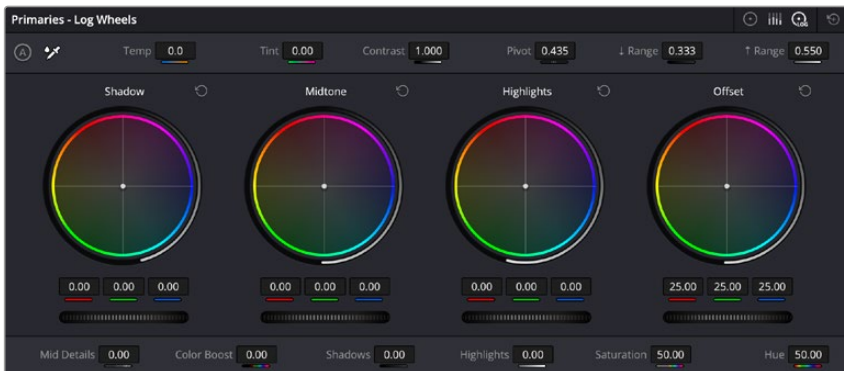 Primaries - Log Wheels LOG
A Temp 0.0 Tint 0.00 Contrast 1.000 Pivot 0.435 ↓ Range 0.333 ↑ Range 0.550
Shadow Midtone Highlights Offset
0.00 0.00 0.00 0.00 0.00 0.00 0.00 0.00 0.00 25.00 25.00 25.00
Mid Details 0.00 Color Boost 0.00 Shadows 0.00 Highlights 0.00 Saturation 50.00 Hue 50.00